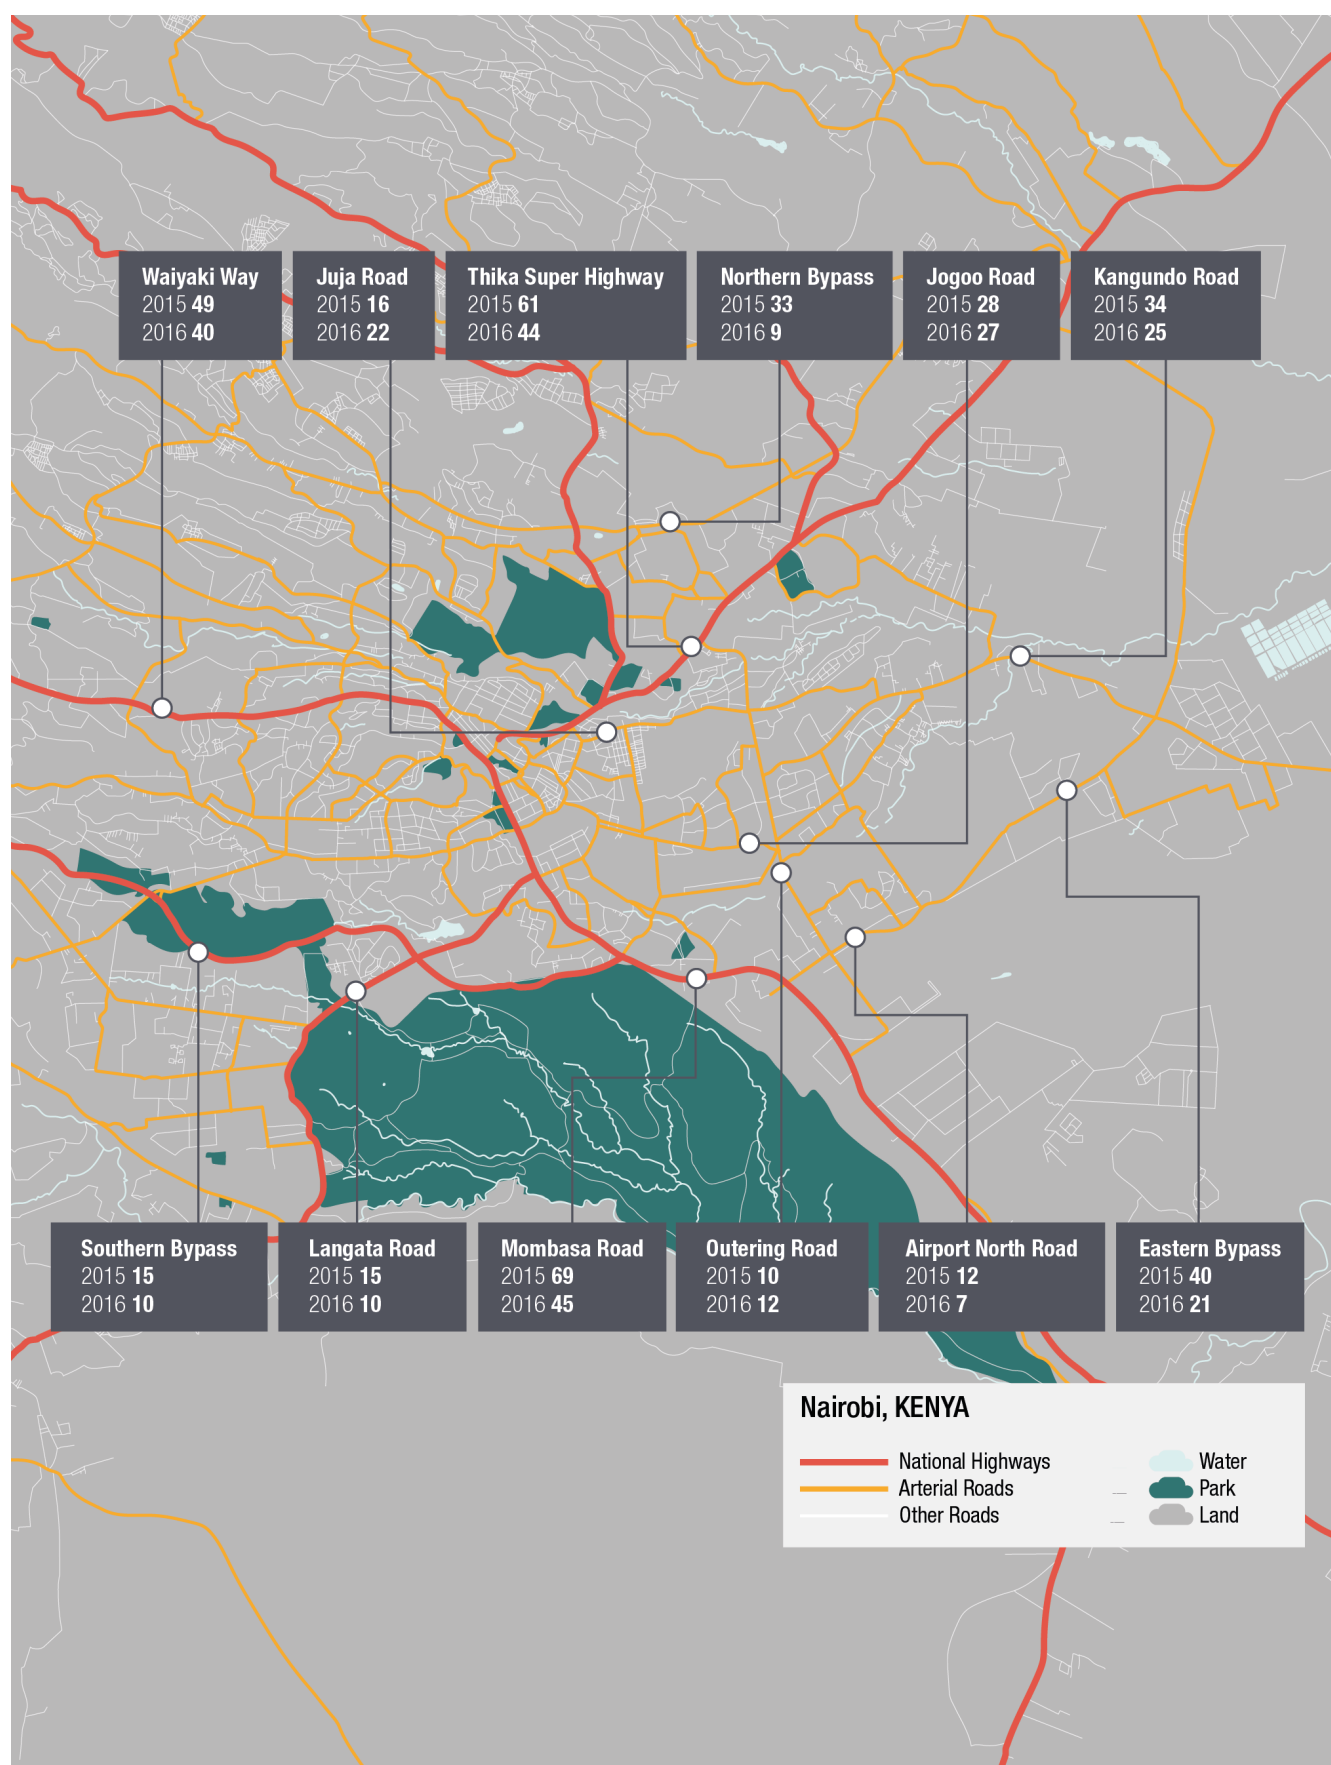 Waiyaki Way
2015 49
2016 40
Juja Road
2015 16
2016 22
Thika Super Highway
2015 61
2016 44
Northern Bypass
2015 33
2016 9
Jogoo Road
2015 28
2016 27
Kangundo Road
2015 34
2016 25
Southern Bypass
2015 15
2016 10
Langata Road
2015 15
2016 10
Mombasa Road
2015 69
2016 45
Outering Road
2015 10
2016 12
Airport North Road
2015 12
2016 7
Eastern Bypass
2015 40
2016 21
Nairobi, KENYA
National Highways
Arterial Roads
Other Roads
Water
Park
Land